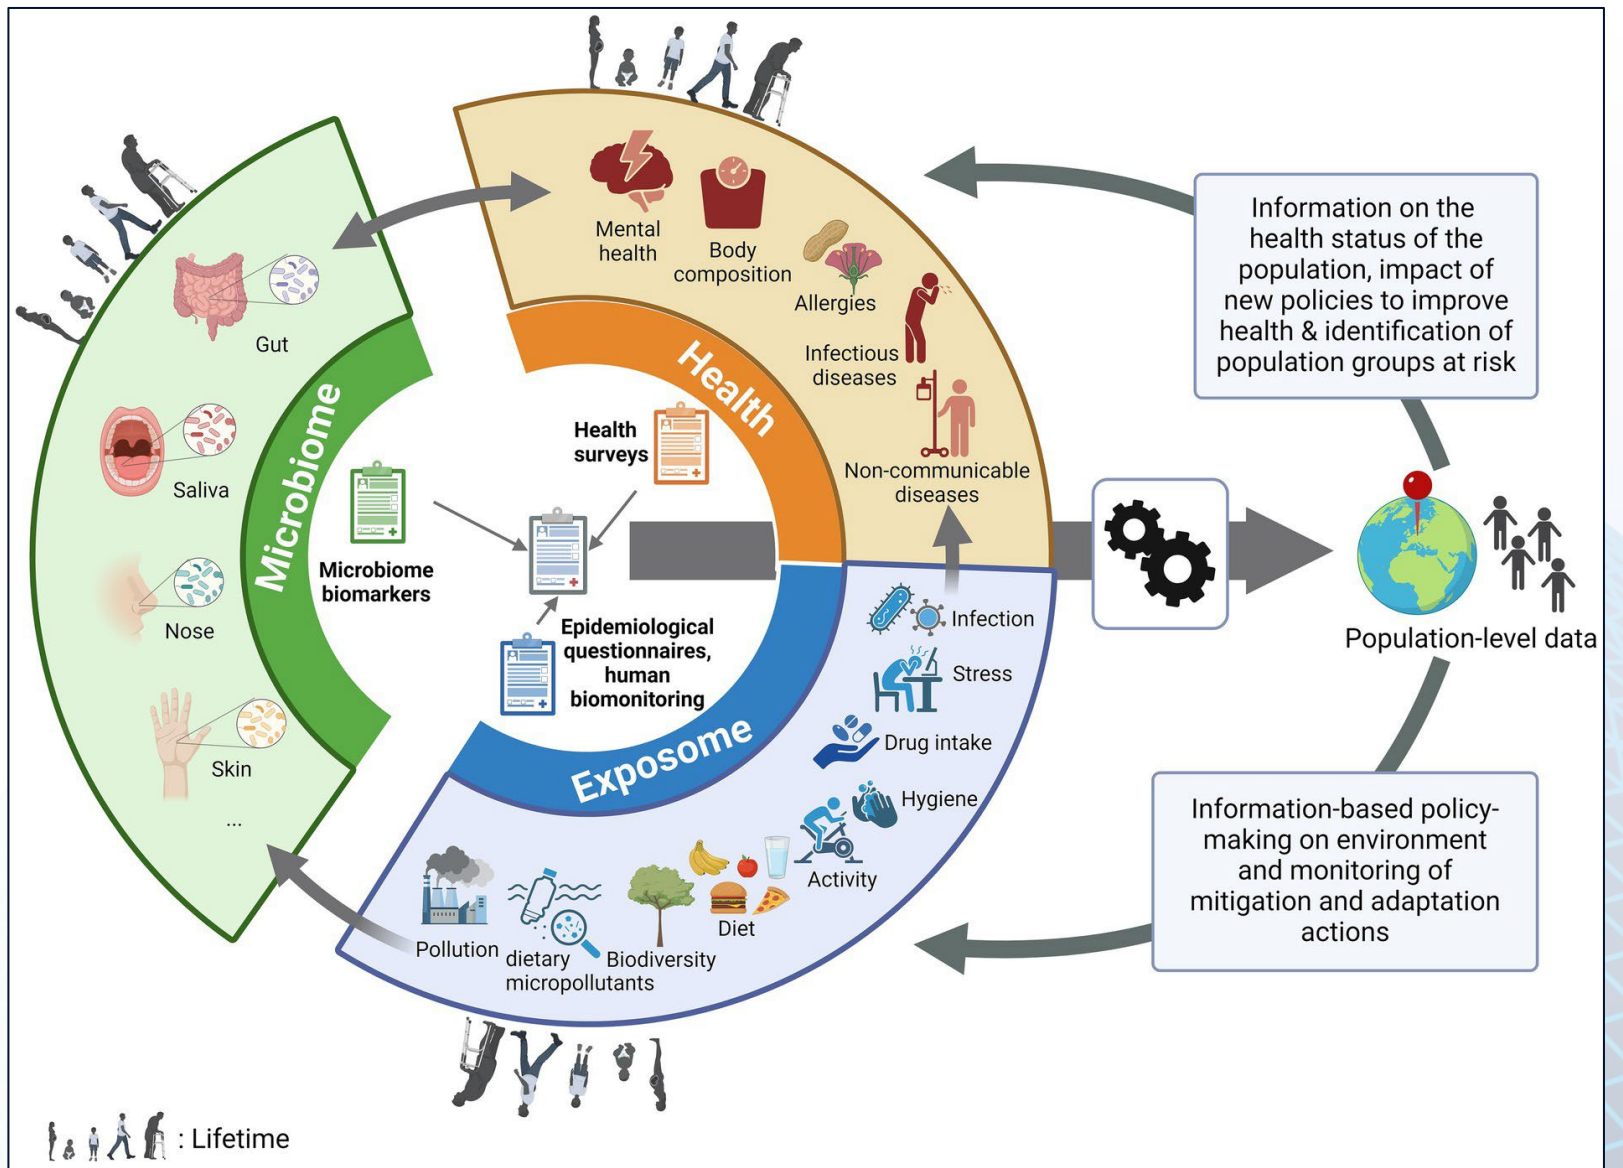 Mental
health
Body
composition
Allergies
Infectious
diseases
Non-communicable
diseases
Health
Gut
Saliva
Nose
Skin
...
Microbiome
Health
surveys
Microbiome
biomarkers
Epidemiological
questionnaires,
human
biomonitoring
Exposome
Infection
Stress
Drug intake
Hygiene
Activity
Diet
Biodiversity
dietary
micropollutants
Pollution
Information on the
health status of the
population, impact of
new policies to improve
health & identification of
population groups at risk
Population-level data
Information-based policy-
making on environment
and monitoring of
mitigation and adaptation
actions
: Lifetime